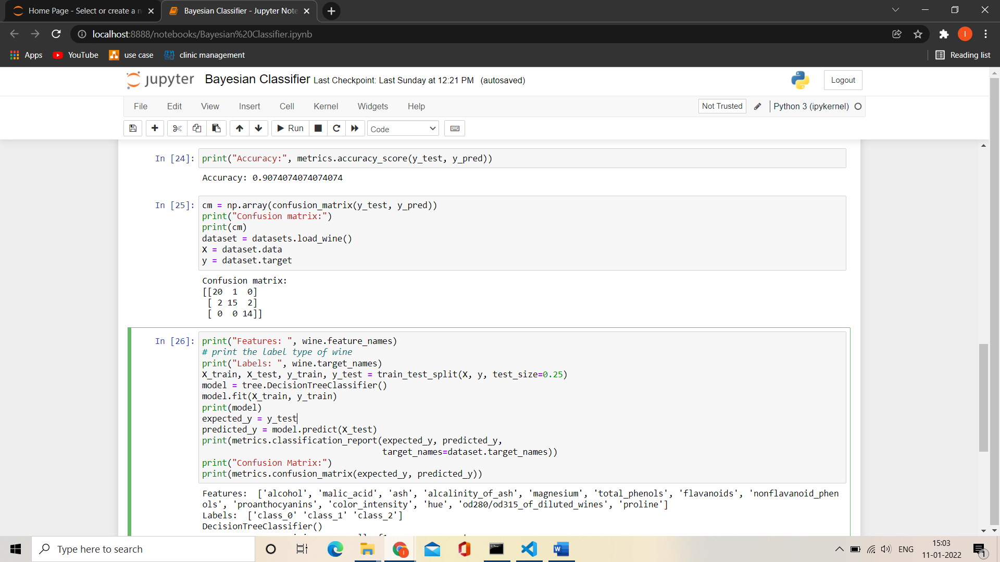 Home Page - Select or create a n
Bayesian Classifier - Jupyter Note
localhost:8888/notebooks/Bayesian%20Classifier.ipynb
Apps YouTube use case clinic management Reading list
jupyter Bayesian Classifier Last Checkpoint: Last Sunday at 12:21 PM (autosaved) Logout
File Edit View Insert Cell Kernel Widgets Help Not Trusted Python 3 (ipykernel)
Run Code
In [24]: print("Accuracy:", metrics.accuracy_score(y_test, y_pred))
Accuracy: 0.9074074074074074
In [25]: cm = np.array(confusion_matrix(y_test, y_pred))
print("Confusion matrix:")
print(cm)
dataset = datasets.load_wine()
X = dataset.data
y = dataset.target
Confusion matrix:
[[20  1  0]
 [ 2 15  2]
 [ 0  0 14]]
In [26]: print("Features: ", wine.feature_names)
# print the label type of wine
print("Labels: ", wine.target_names)
X_train, X_test, y_train, y_test = train_test_split(X, y, test_size=0.25)
model = tree.DecisionTreeClassifier()
model.fit(X_train, y_train)
print(model)
expected_y = y_test
predicted_y = model.predict(X_test)
print(metrics.classification_report(expected_y, predicted_y,
target_names=dataset.target_names))
print("Confusion Matrix:")
print(metrics.confusion_matrix(expected_y, predicted_y))
Features:  ['alcohol', 'malic_acid', 'ash', 'alcalinity_of_ash', 'magnesium', 'total_phenols', 'flavanoids', 'nonflavanoid_phen
ols', 'proanthocyanins', 'color_intensity', 'hue', 'od280/od315_of_diluted_wines', 'proline']
Labels:  ['class_0' 'class_1' 'class_2']
DecisionTreeClassifier()
Type here to search
ENG
15:03
11-01-2022
1